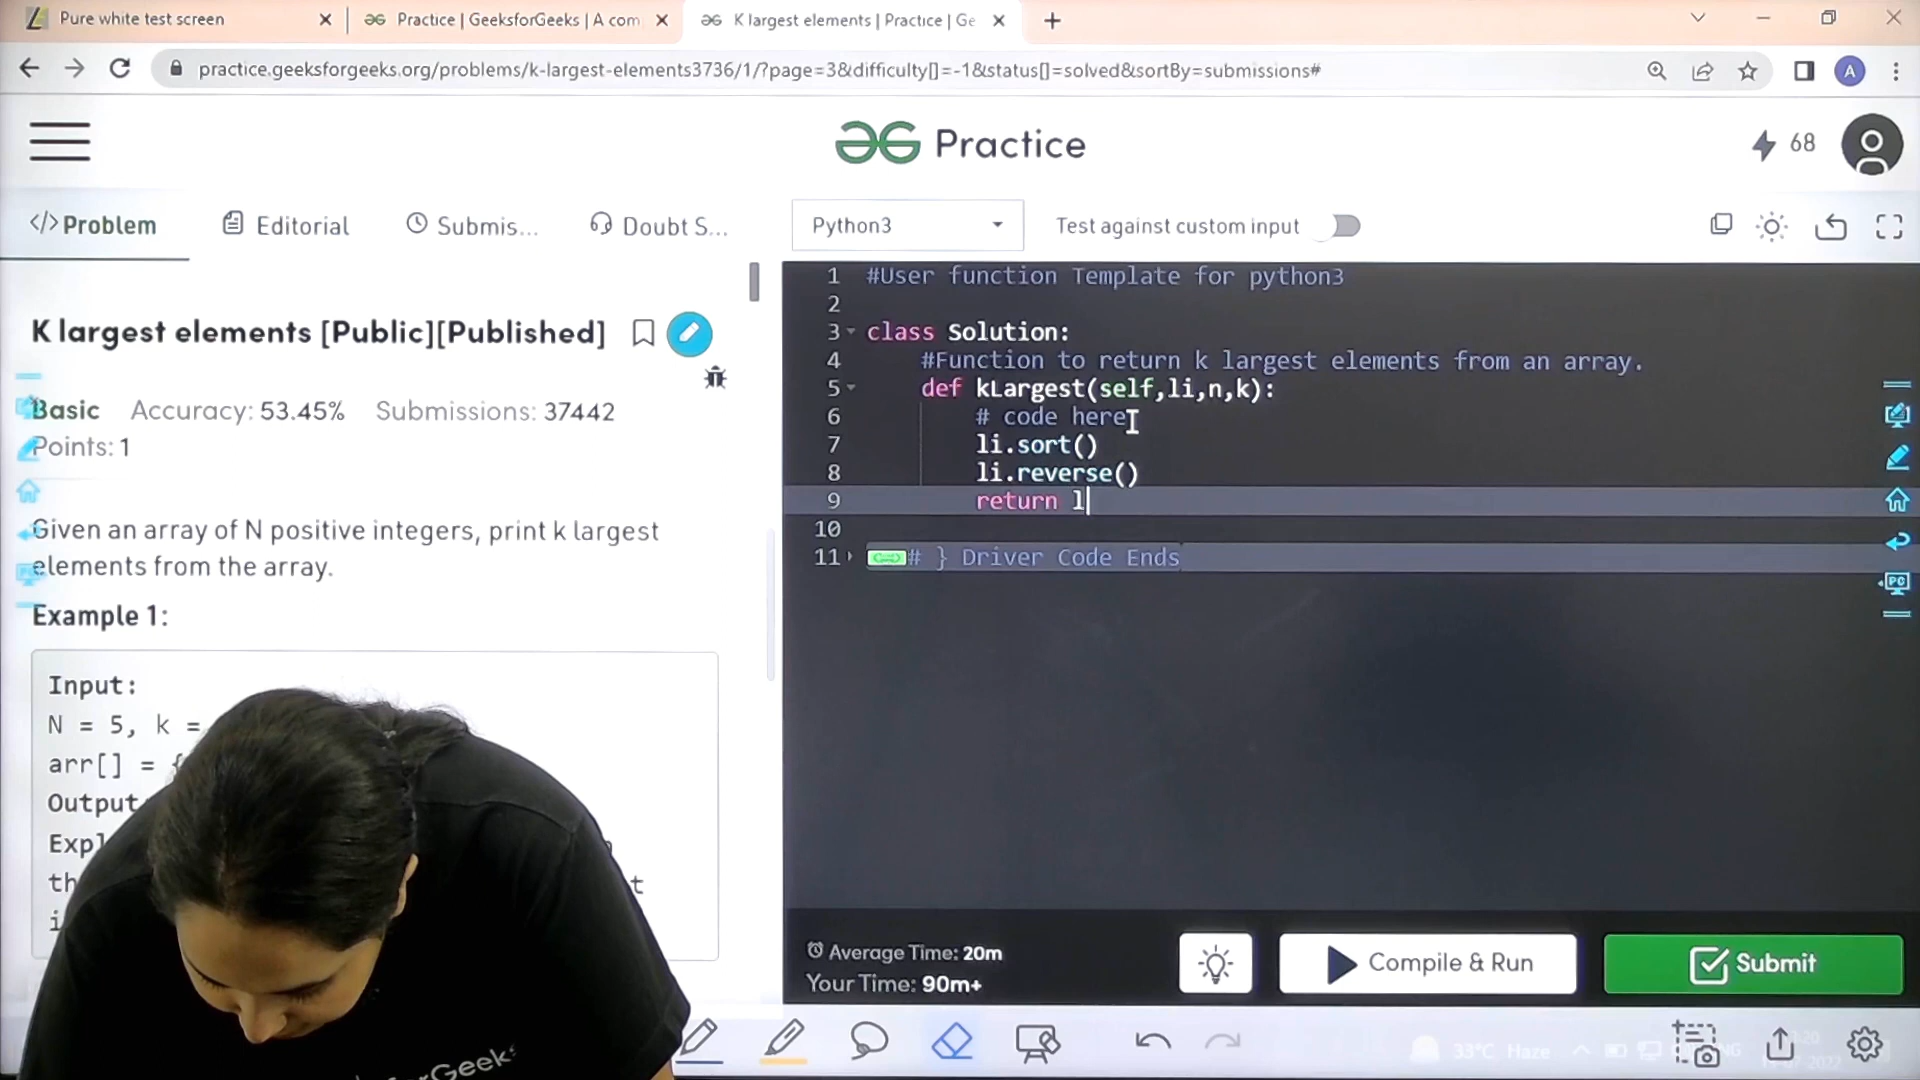 Pure white test screen
Practice | GeeksforGeeks | A com
K largest elements | Practice | Ge
practice.geeksforgeeks.org/problems/k-largest-elements3736/1/?page=3&difficulty[]=-1&status[]=solved&sortBy=submissions#
A
Practice
68
</> Problem
Editorial
Submis...
Doubt S...
Python3
Test against custom input
K largest elements [Public][Published]
Basic Accuracy: 53.45% Submissions: 37442
Points: 1
Given an array of N positive integers, print k largest
elements from the array.
Example 1:
Input:
N = 5, k =
arr[] = {
Output
Expl
th
t
i
1 #User function Template for python3
2
3 class Solution:
4 #Function to return k largest elements from an array.
5 def kLargest(self,li,n,k):
6 # code here
7 li.sort()
8 li.reverse()
9 return l
10
11 # } Driver Code Ends
Average Time: 20m
Your Time: 90m+
Compile & Run
Submit
33°C Haze
PC